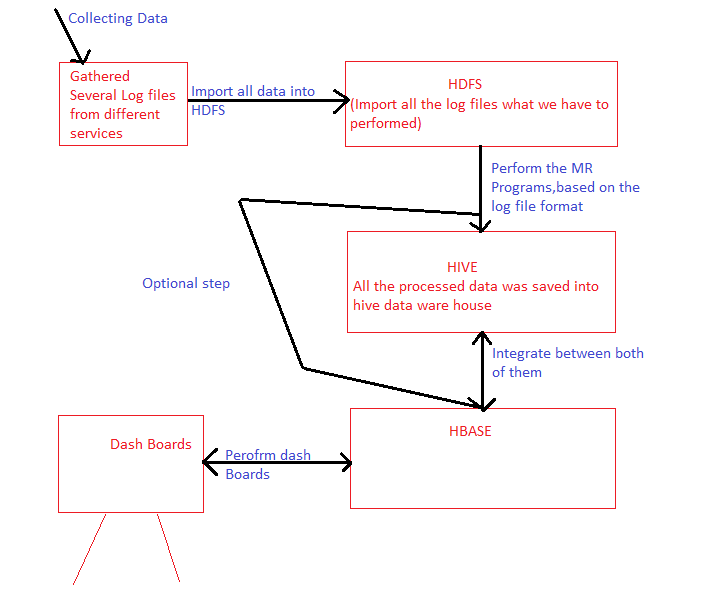 Collecting Data
Gathered
Several Log files
from different
services
Import all data into
HDFS
HDFS
(Import all the log files what we have to
performed)
Perform the MR
Programs,based on the
log file format
HIVE
All the processed data was saved into
hive data ware house
Optional step
Integrate between both
of them
HBASE
Dash Boards
Perofrm dash
Boards